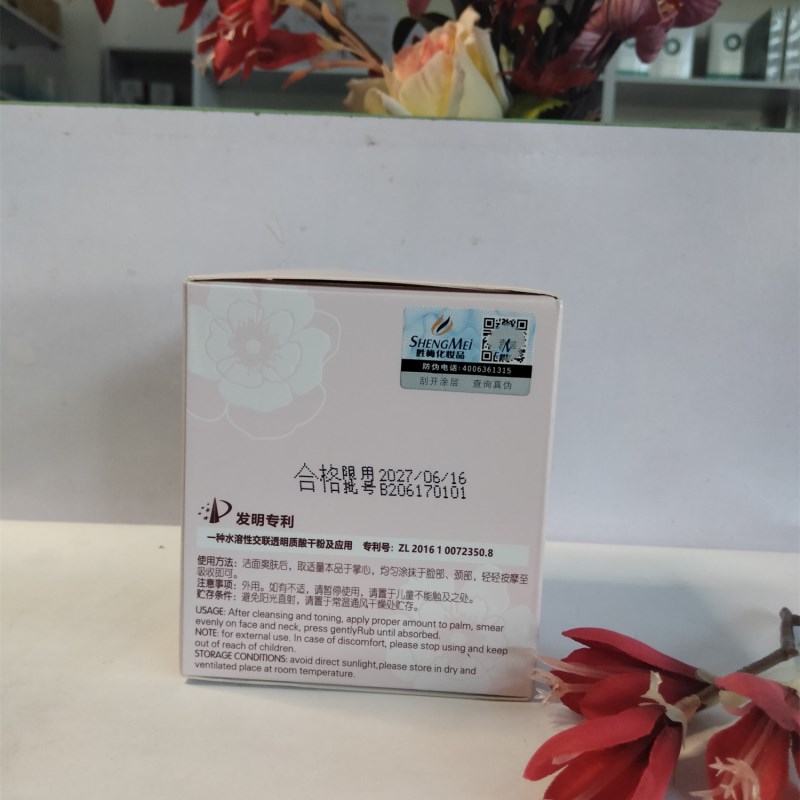 SHENGMEI
胜梅化妆品
防伪电话:4006361315
刮开涂层 查询真伪
合格 限用 2027/06/16
批号 B206170101
发明专利
一种水溶性交联透明质酸干粉及应用 专利号：ZL 2016 1 0072350.8
使用方法：洁面爽肤后，取适量本品于掌心，均匀涂抹于脸部、颈部，轻轻按摩至
吸收即可。
注意事项：外用。如有不适，请暂停使用，请置于儿童不能触及之处。
贮存条件：避免阳光直射，请置于常温通风干燥处贮存。
USAGE: After cleansing and toning, apply proper amount to palm, smear
evenly on face and neck, press gentlyRub until absorbed.
NOTE: for external use. In case of discomfort, please stop using and keep
out of reach of children.
STORAGE CONDITIONS: avoid direct sunlight,please store in dry and
ventilated place at room temperature.